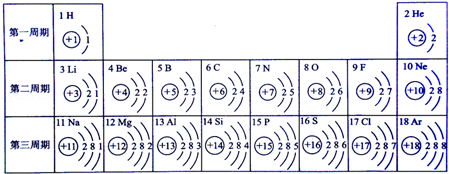 第一周期 1 H +1 1 2 He +2 2
第二周期 3 Li +3 2 1 4 Be +4 2 2 5 B +5 2 3 6 C +6 2 4 7 N +7 2 5 8 O +8 2 6 9 F +9 2 7 10 Ne +10 2 8
第三周期 11 Na +11 2 8 1 12 Mg +12 2 8 2 13 Al +13 2 8 3 14 Si +14 2 8 4 15 P +15 2 8 5 16 S +16 2 8 6 17 Cl +17 2 8 7 18 Ar +18 2 8 8